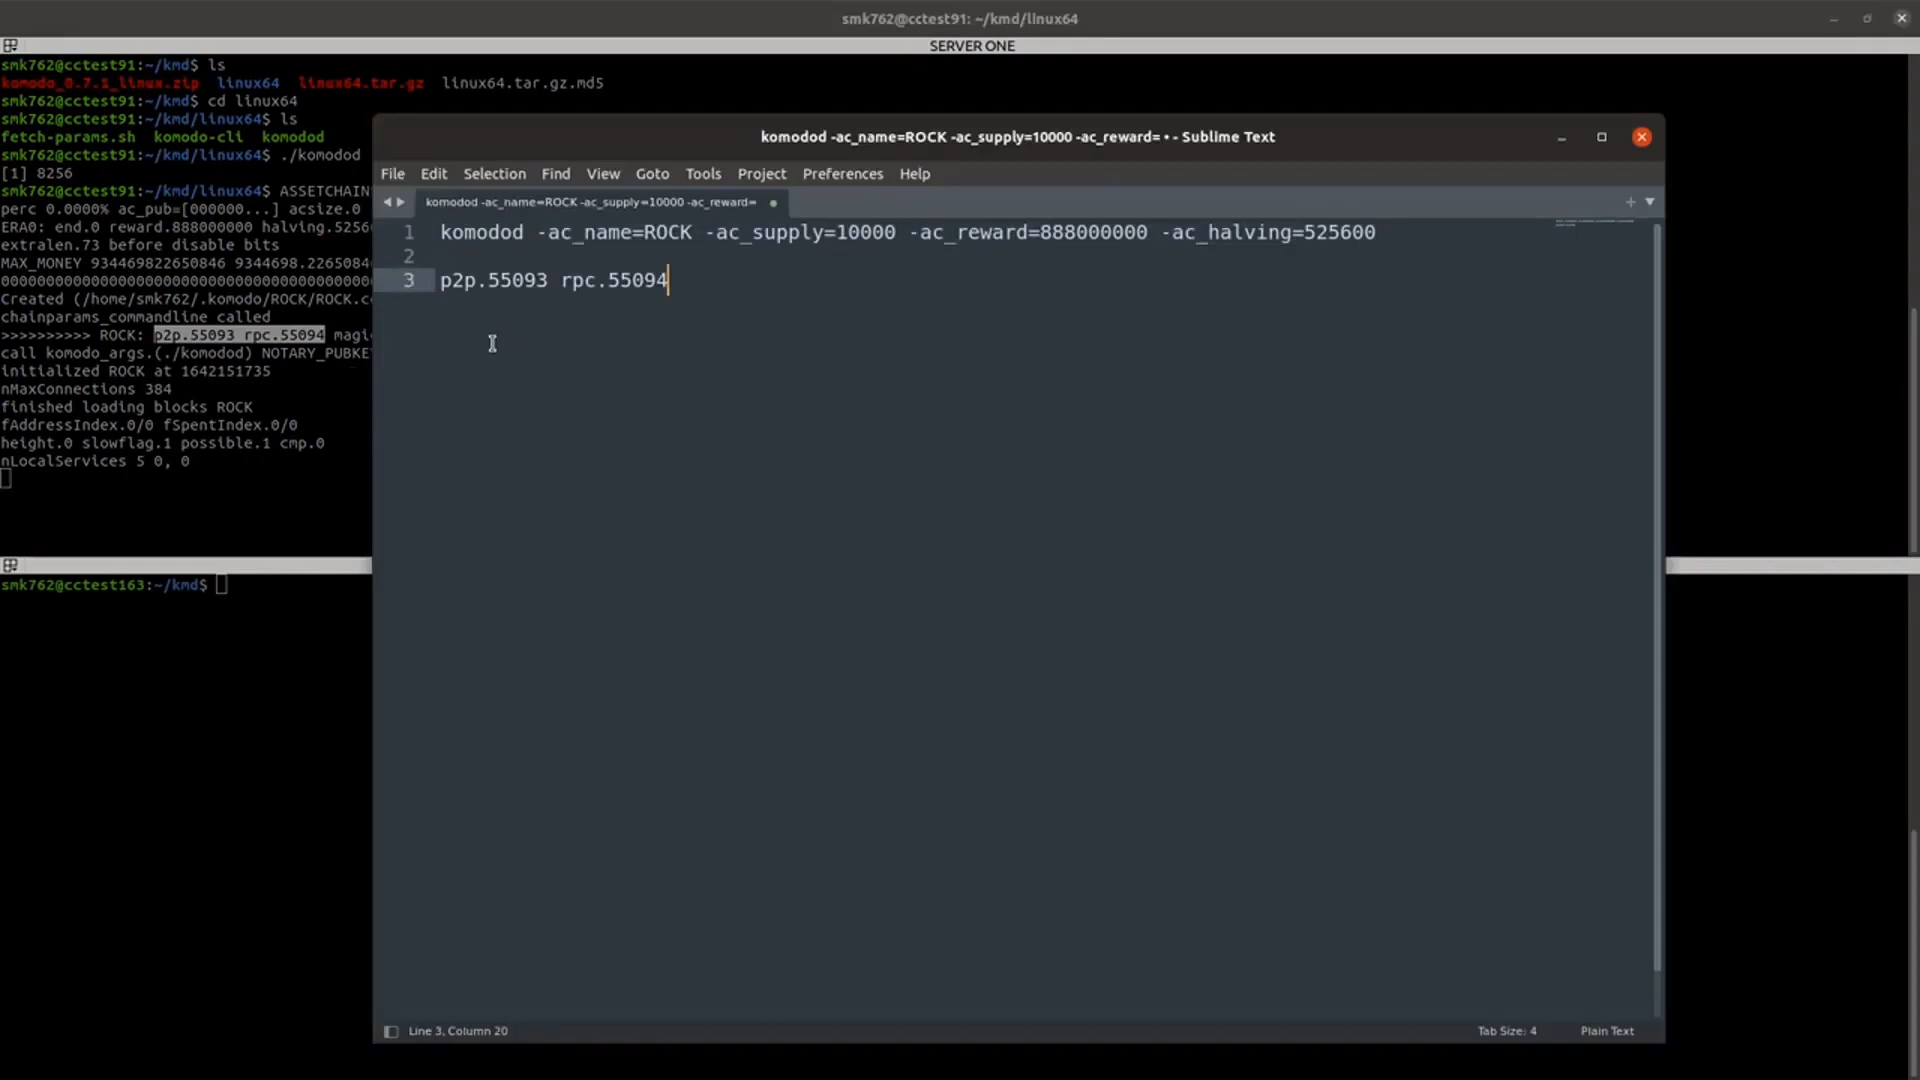 smk762@cctest91: ~/kmd/linux64
SERVER ONE
smk762@cctest91:~/kmd$ ls
komodo_0.7.1_linux.zip linux64 linux64.tar.gz linux64.tar.gz.md5
smk762@cctest91:~/kmd$ cd linux64
smk762@cctest91:~/kmd/linux64$ ls
fetch-params.sh komodo-cli komodod
smk762@cctest91:~/kmd/linux64$ ./komodod
[1] 8256
smk762@cctest91:~/kmd/linux64$ ASSETCHAIN
perc 0.0000% ac_pub=[000000...] acsize.0
ERA0: end.0 reward.888000000 halving.5256
extralen.73 before disable bits
MAX_MONEY 934469822650846 9344698.2265084
00000000000000000000000000000000000000000
Created (/home/smk762/.komodo/ROCK/ROCK.c
chainparams_commandline called
>>>>>>>>>> ROCK: p2p.55093 rpc.55094 magi
call komodo_args.(./komodod) NOTARY_PUBKE
initialized ROCK at 1642151735
nMaxConnections 384
finished loading blocks ROCK
fAddressIndex.0/0 fSpentIndex.0/0
height.0 slowflag.1 possible.1 cmp.0
nLocalServices 5 0, 0
smk762@cctest163:~/kmd$
komodod -ac_name=ROCK -ac_supply=10000 -ac_reward= • - Sublime Text
File Edit Selection Find View Goto Tools Project Preferences Help
komodod -ac_name=ROCK -ac_supply=10000 -ac_reward=
1 komodod -ac_name=ROCK -ac_supply=10000 -ac_reward=888000000 -ac_halving=525600
2
3 p2p.55093 rpc.55094
Line 3, Column 20
Tab Size: 4
Plain Text